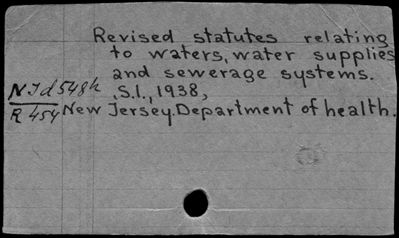 Revised statutes relating
to waters, water supplies
and sewerage systems.
NJd548h .S.l., 1938,
R454 New Jersey. Department of health.